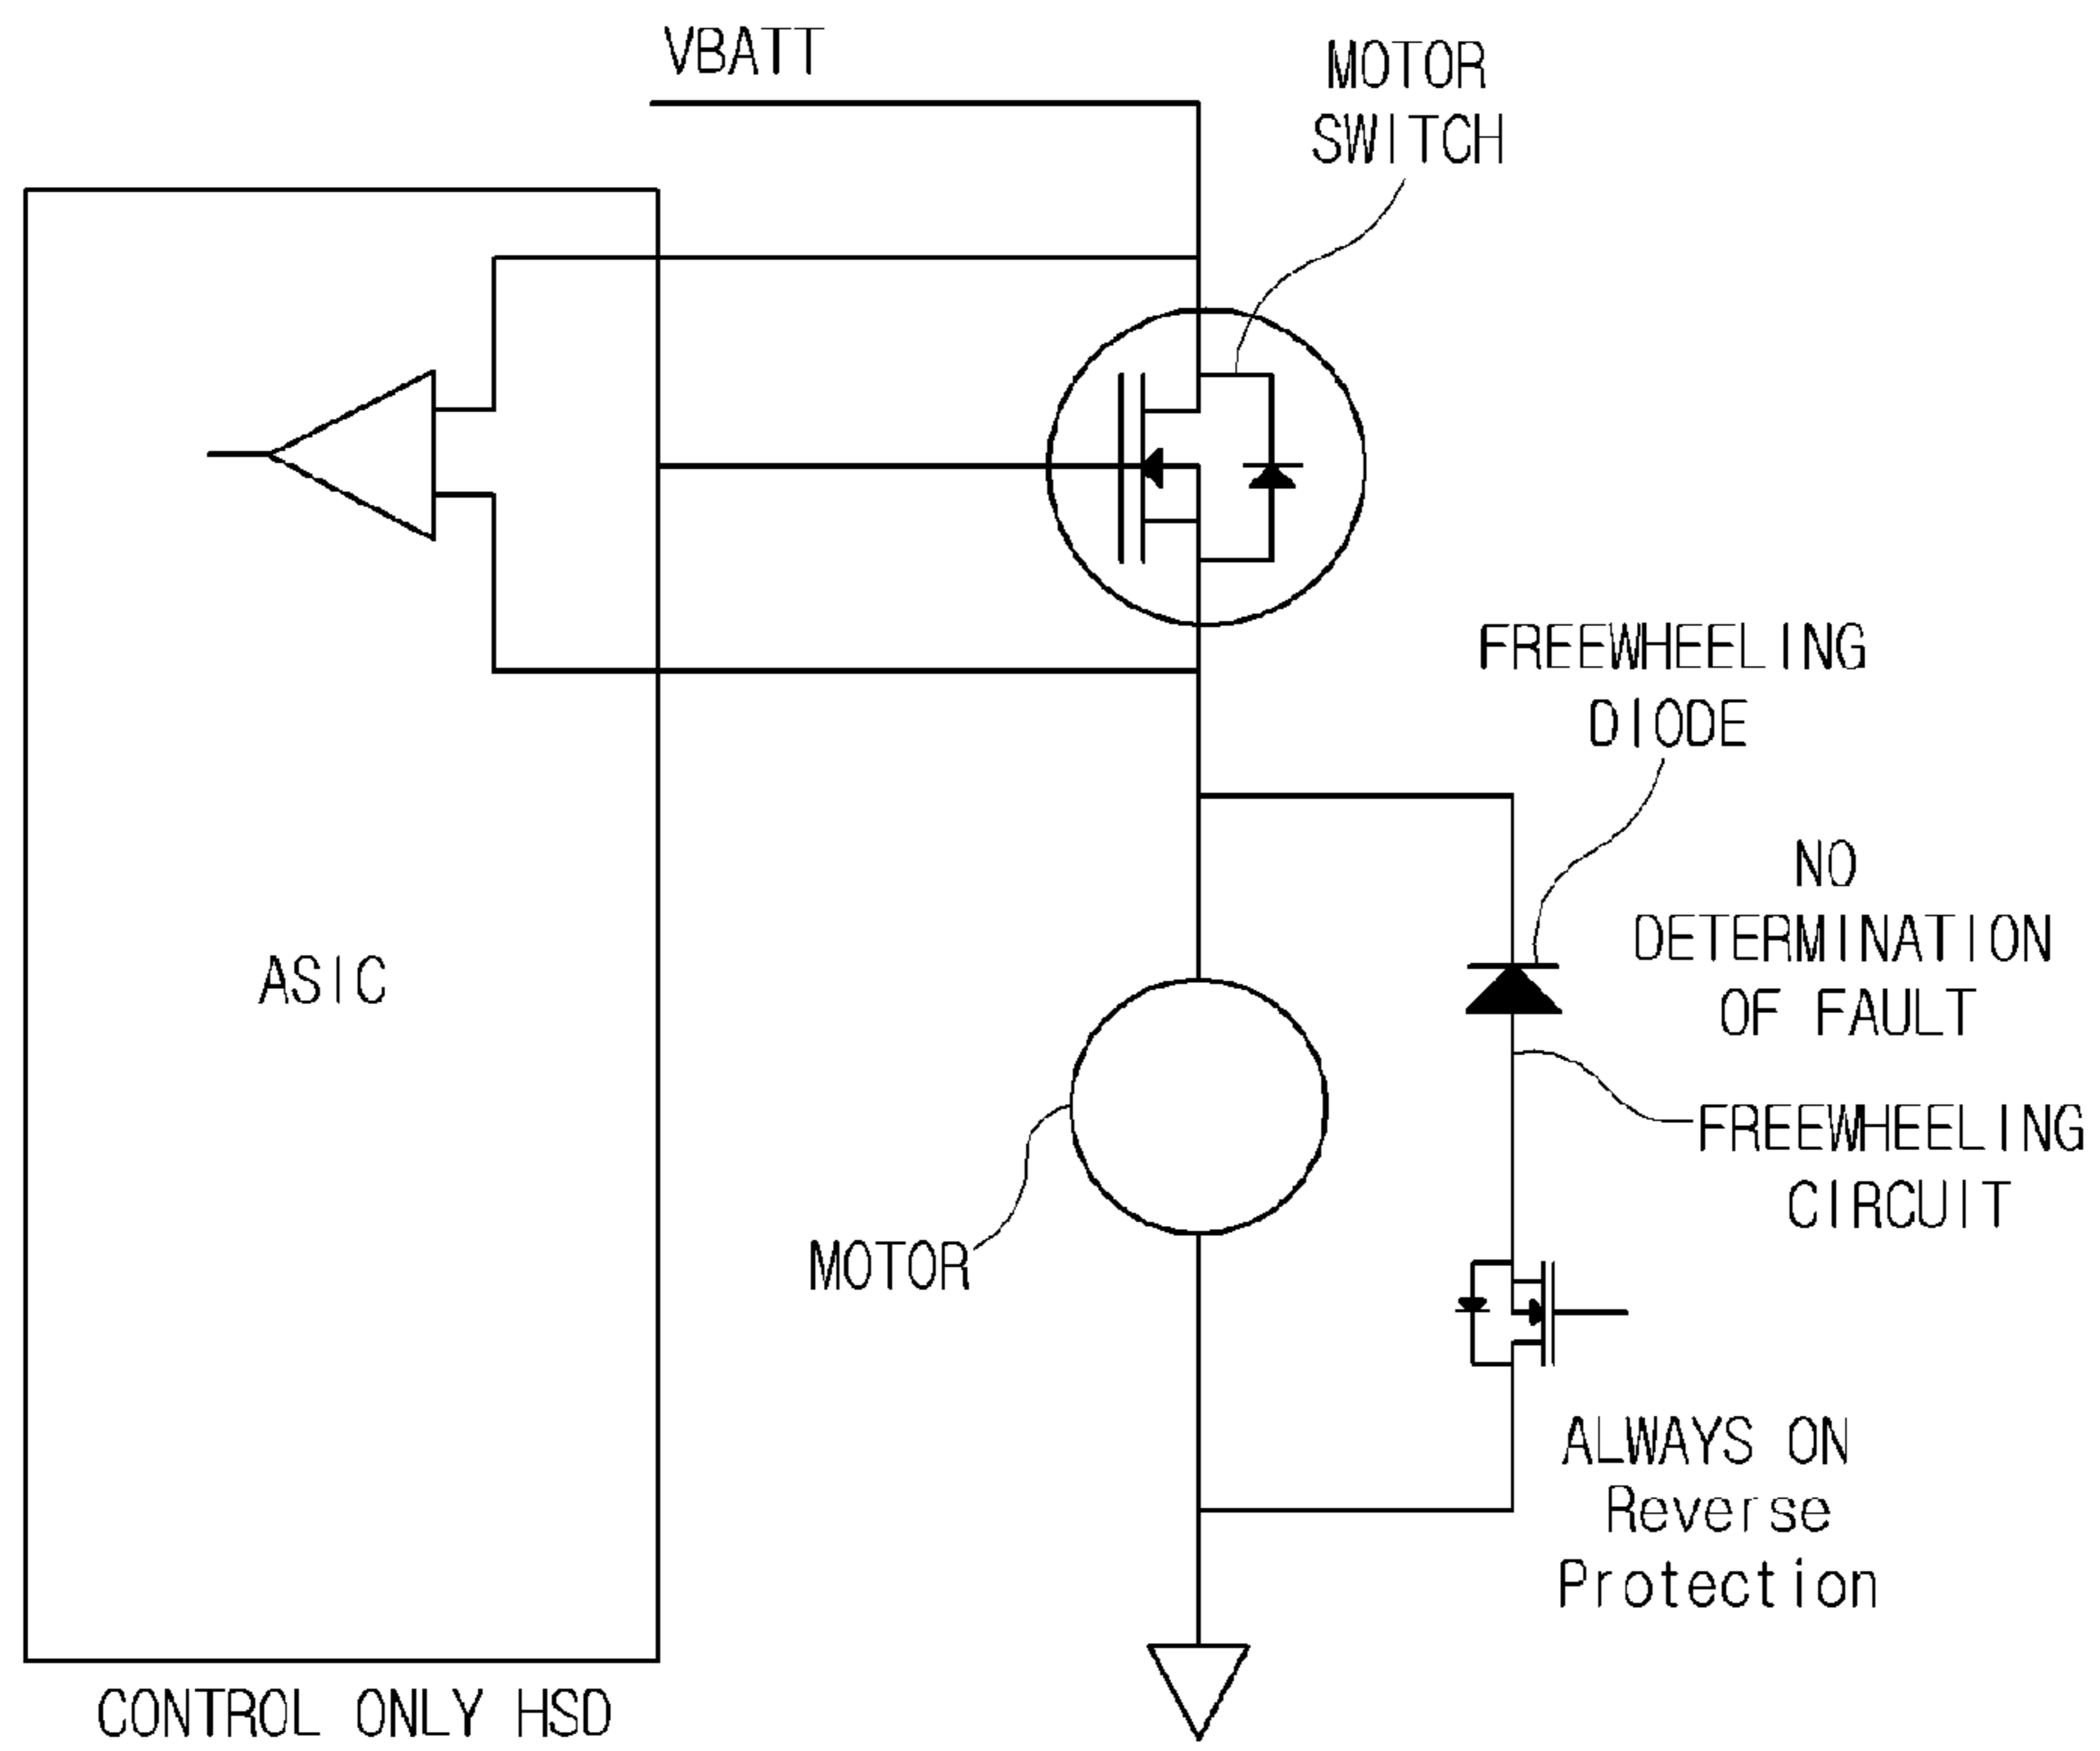 VBATT
MOTOR
SWITCH
FREEWHEELING
DIODE
NO
DETERMINATION
OF FAULT
ASIC
FREEWHEELING
CIRCUIT
MOTOR
ALWAYS ON
Reverse
Protection
CONTROL ONLY HSD